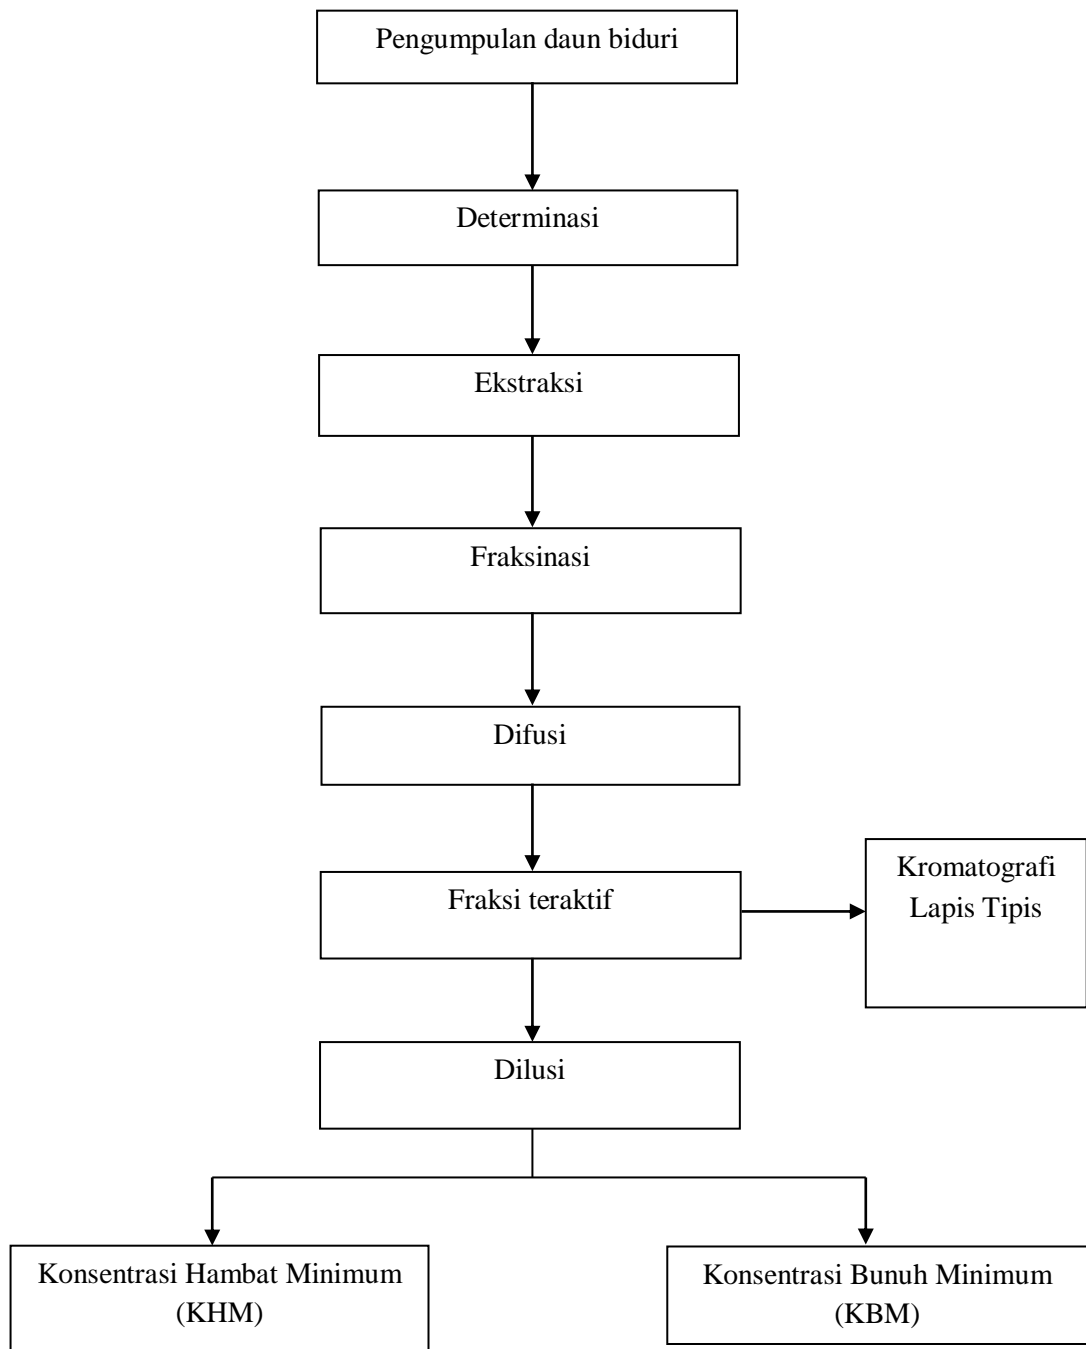 Pengumpulan daun biduri
Determinasi
Ekstraksi
Fraksinasi
Difusi
Fraksi teraktif
Kromatografi
Lapis Tipis
Dilusi
Konsentrasi Hambat Minimum
(KHM)
Konsentrasi Bunuh Minimum
(KBM)